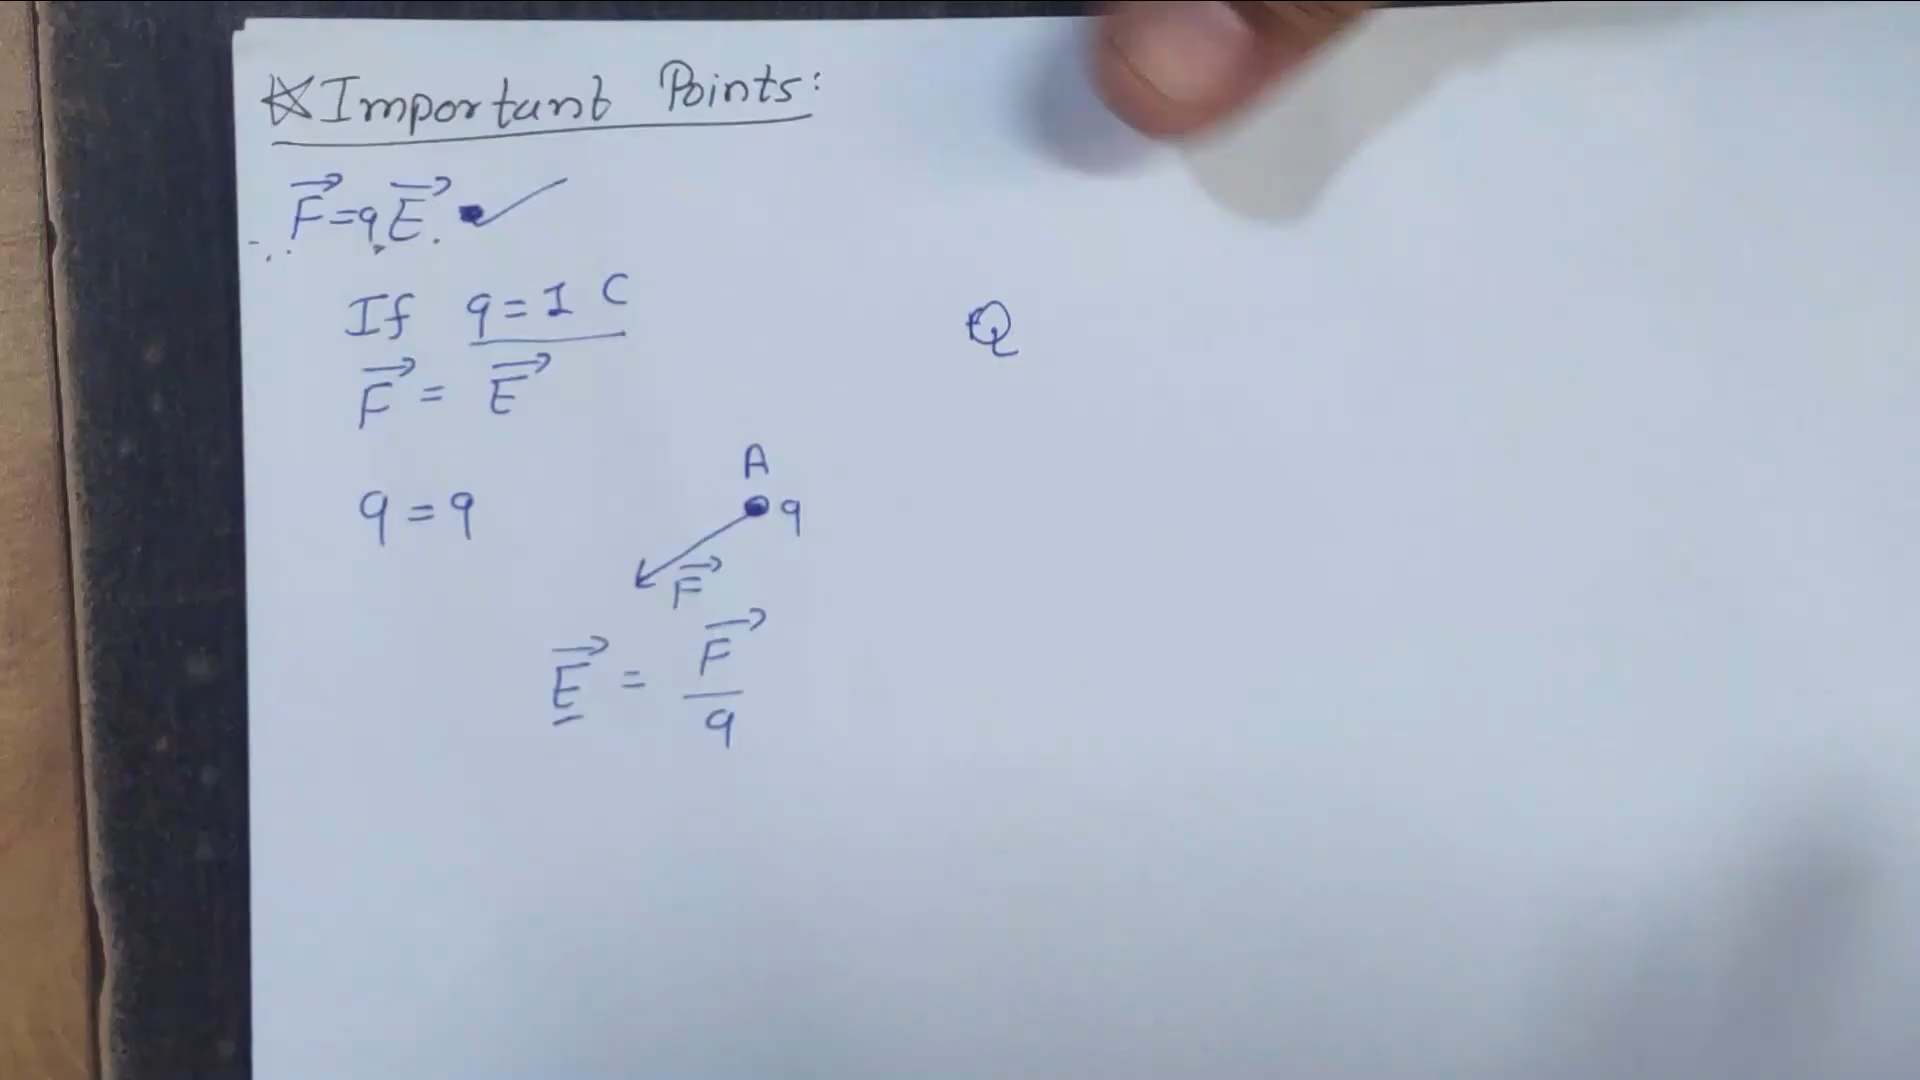 Important Points:
F⃗=qE⃗.
If q=1 C
F⃗ = E⃗
Q
A
q = q
q
F⃗
E⃗ = F⃗/q